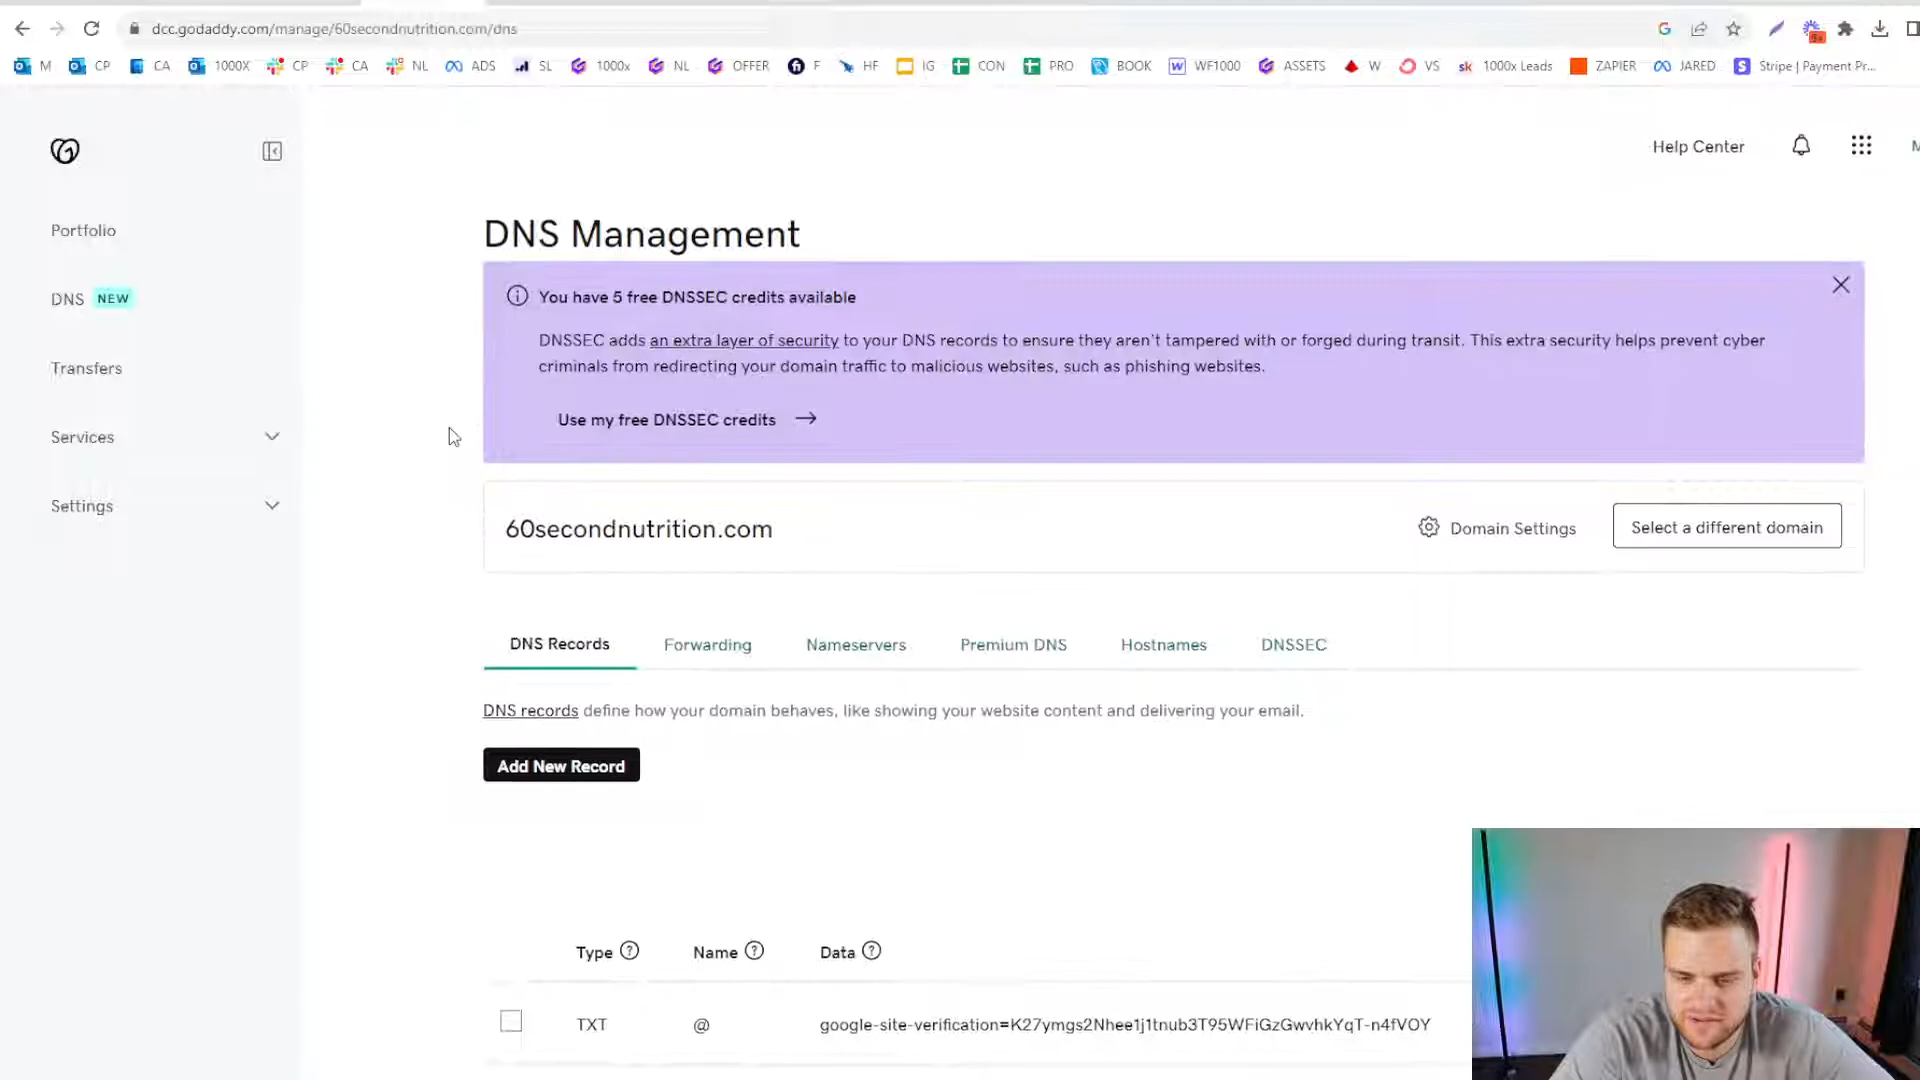 dcc.godaddy.com/manage/60secondnutrition.com/dns
M CP CA 1000X CP CA NL ADS SL 1000x NL OFFER F HF IG CON PRO BOOK WF1000 ASSETS W VS 1000x Leads ZAPIER JARED Stripe | Payment Pr...
Help Center
Portfolio
DNS NEW
Transfers
Services
Settings
DNS Management
You have 5 free DNSSEC credits available
DNSSEC adds an extra layer of security to your DNS records to ensure they aren't tampered with or forged during transit. This extra security helps prevent cyber
criminals from redirecting your domain traffic to malicious websites, such as phishing websites.
Use my free DNSSEC credits
60secondnutrition.com
Domain Settings
Select a different domain
DNS Records Forwarding Nameservers Premium DNS Hostnames DNSSEC
DNS records define how your domain behaves, like showing your website content and delivering your email.
Add New Record
Type Name Data
TXT @ google-site-verification=K27ymgs2Nhee1j1tnub3T95WFiGzGwvhkYqT-n4fVOY